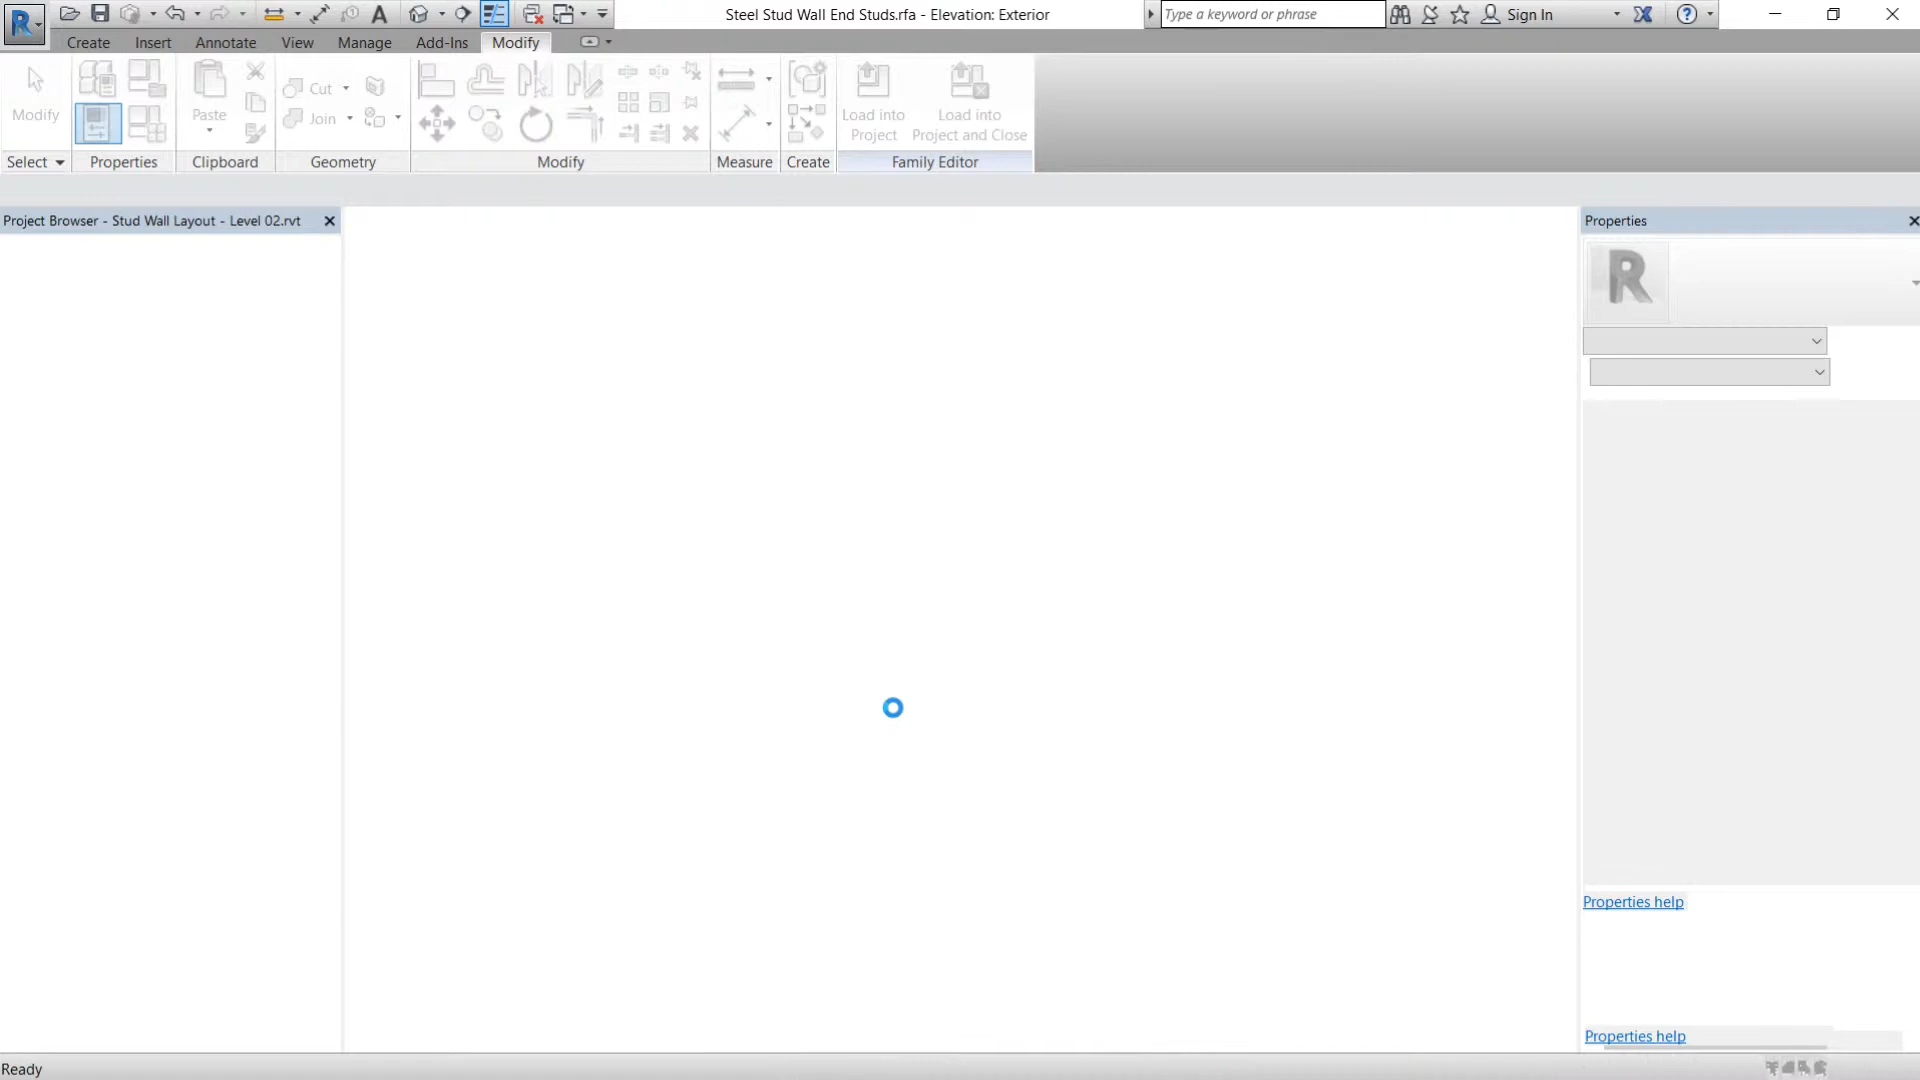 Steel Stud Wall End Studs.rfa - Elevation: Exterior
Type a keyword or phrase
Sign In
Create Insert Annotate View Manage Add-Ins Modify
Modify
Paste
Cut
Join
Load into Project
Load into Project and Close
Select Properties Clipboard Geometry Modify Measure Create Family Editor
Project Browser - Stud Wall Layout - Level 02.rvt
Properties
Properties help
Properties help
Ready